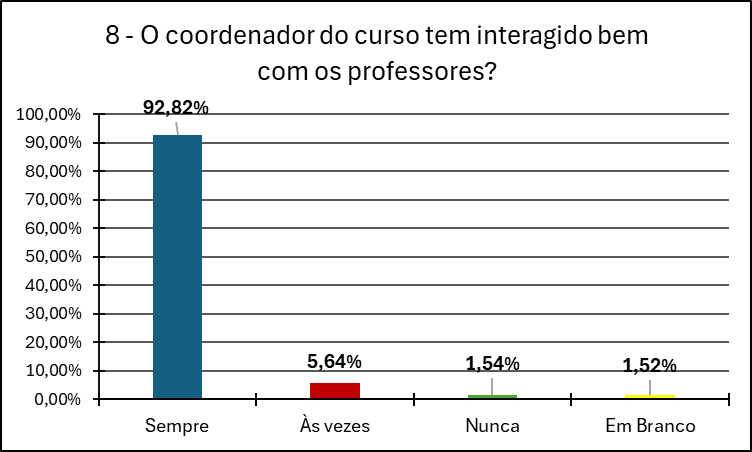 8 - O coordenador do curso tem interagido bem
com os professores?
92,82%
100,00%
90,00%
80,00%
70,00%
60,00%
50,00%
40,00%
30,00%
20,00%
10,00%
0,00%
5,64%
1,54%
1,52%
Sempre
Às vezes
Nunca
Em Branco